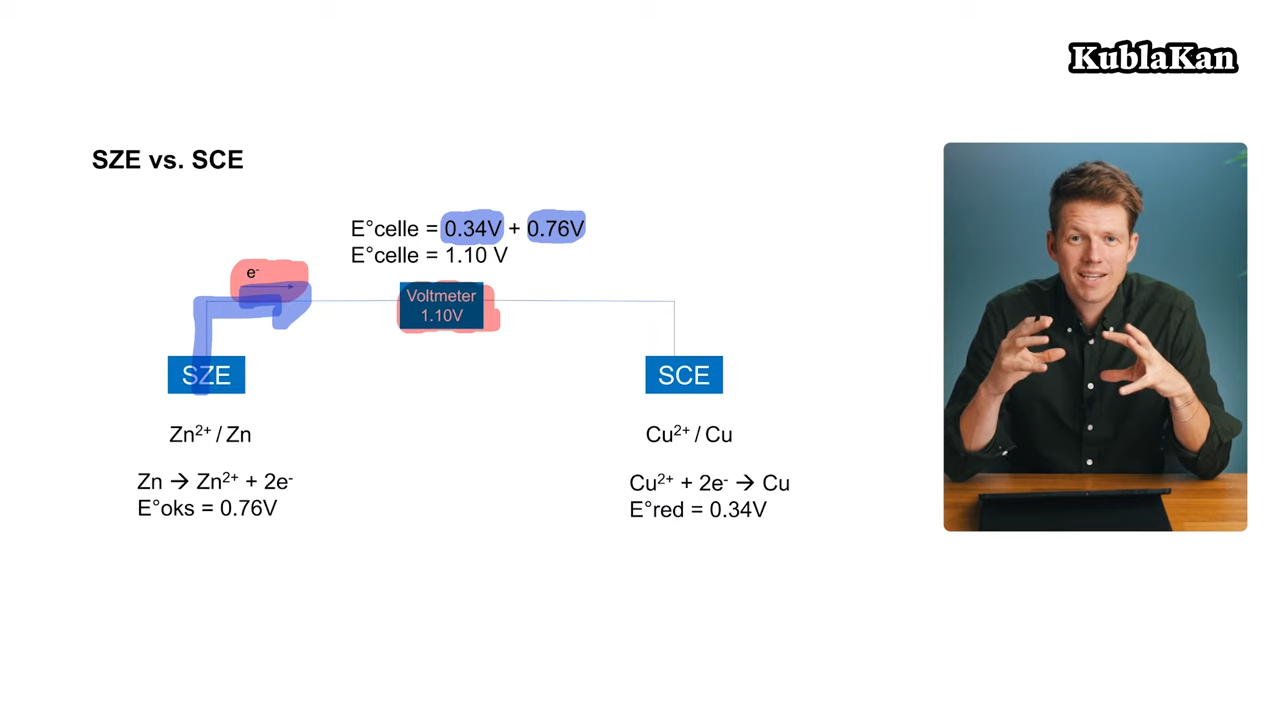 KublaKan
SZE vs. SCE
E°celle = 0.34V + 0.76V
E°celle = 1.10 V
e⁻
Voltmeter
1.10V
SZE
SCE
Zn²⁺ / Zn
Cu²⁺ / Cu
Zn → Zn²⁺ + 2e⁻
E°oks = 0.76V
Cu²⁺ + 2e⁻ → Cu
E°red = 0.34V